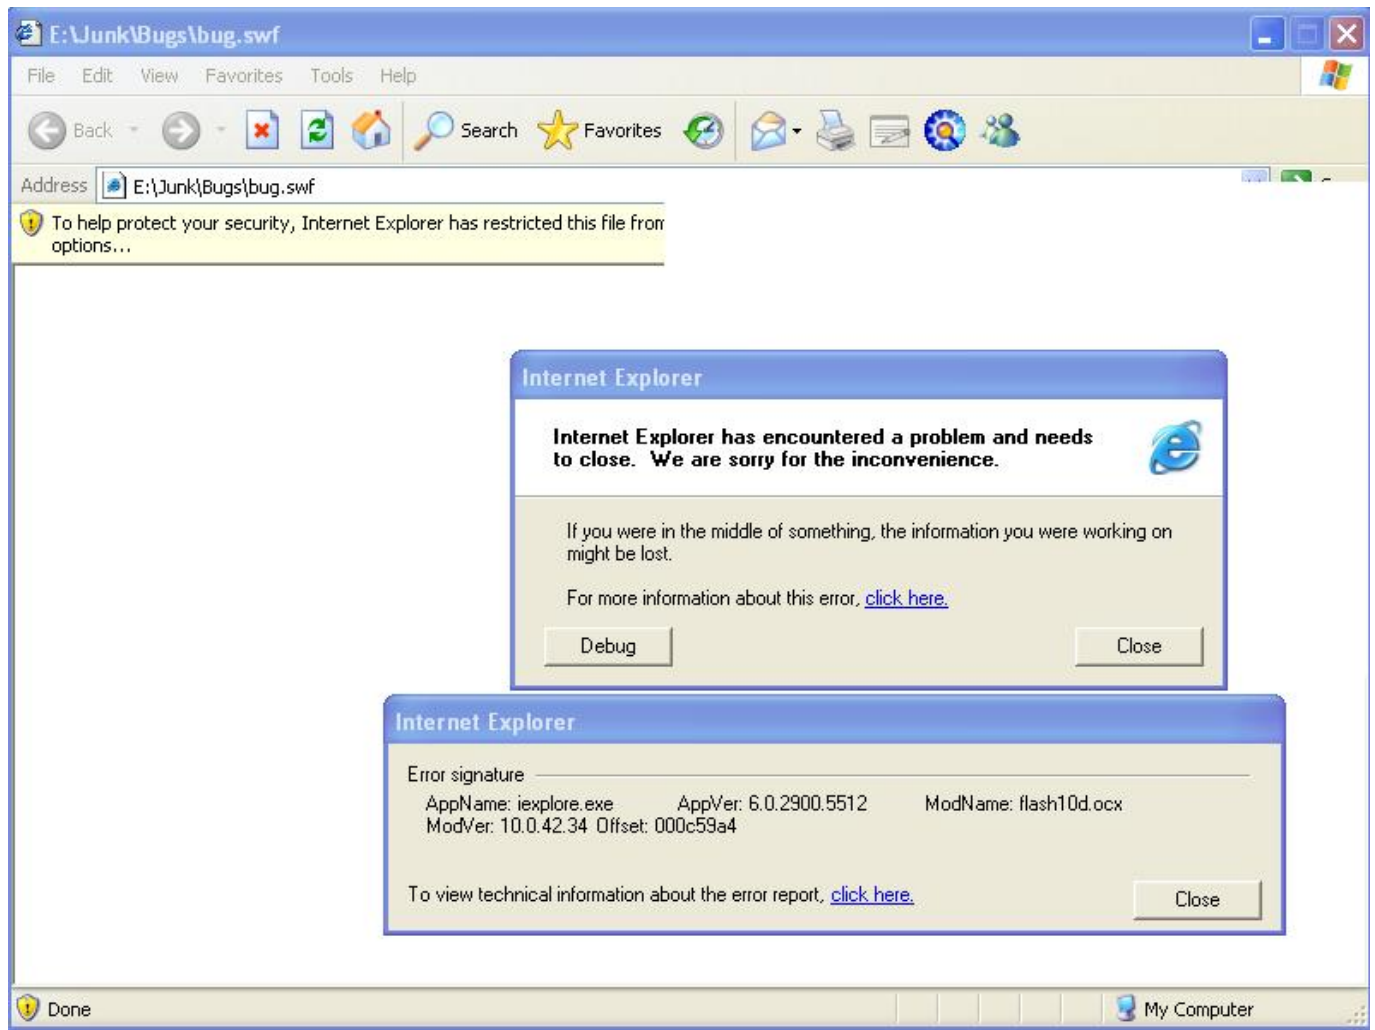 E:\Junk\Bugs\bug.swf
File Edit View Favorites Tools Help
Back Search Favorites
Address E:\Junk\Bugs\bug.swf
To help protect your security, Internet Explorer has restricted this file from
options...
Internet Explorer
Internet Explorer has encountered a problem and needs
to close. We are sorry for the inconvenience.
If you were in the middle of something, the information you were working on
might be lost.
For more information about this error, click here.
Debug Close
Internet Explorer
Error signature
AppName: iexplore.exe AppVer: 6.0.2900.5512 ModName: flash10d.ocx
ModVer: 10.0.42.34 Offset: 000c59a4
To view technical information about the error report, click here.
Close
Done My Computer